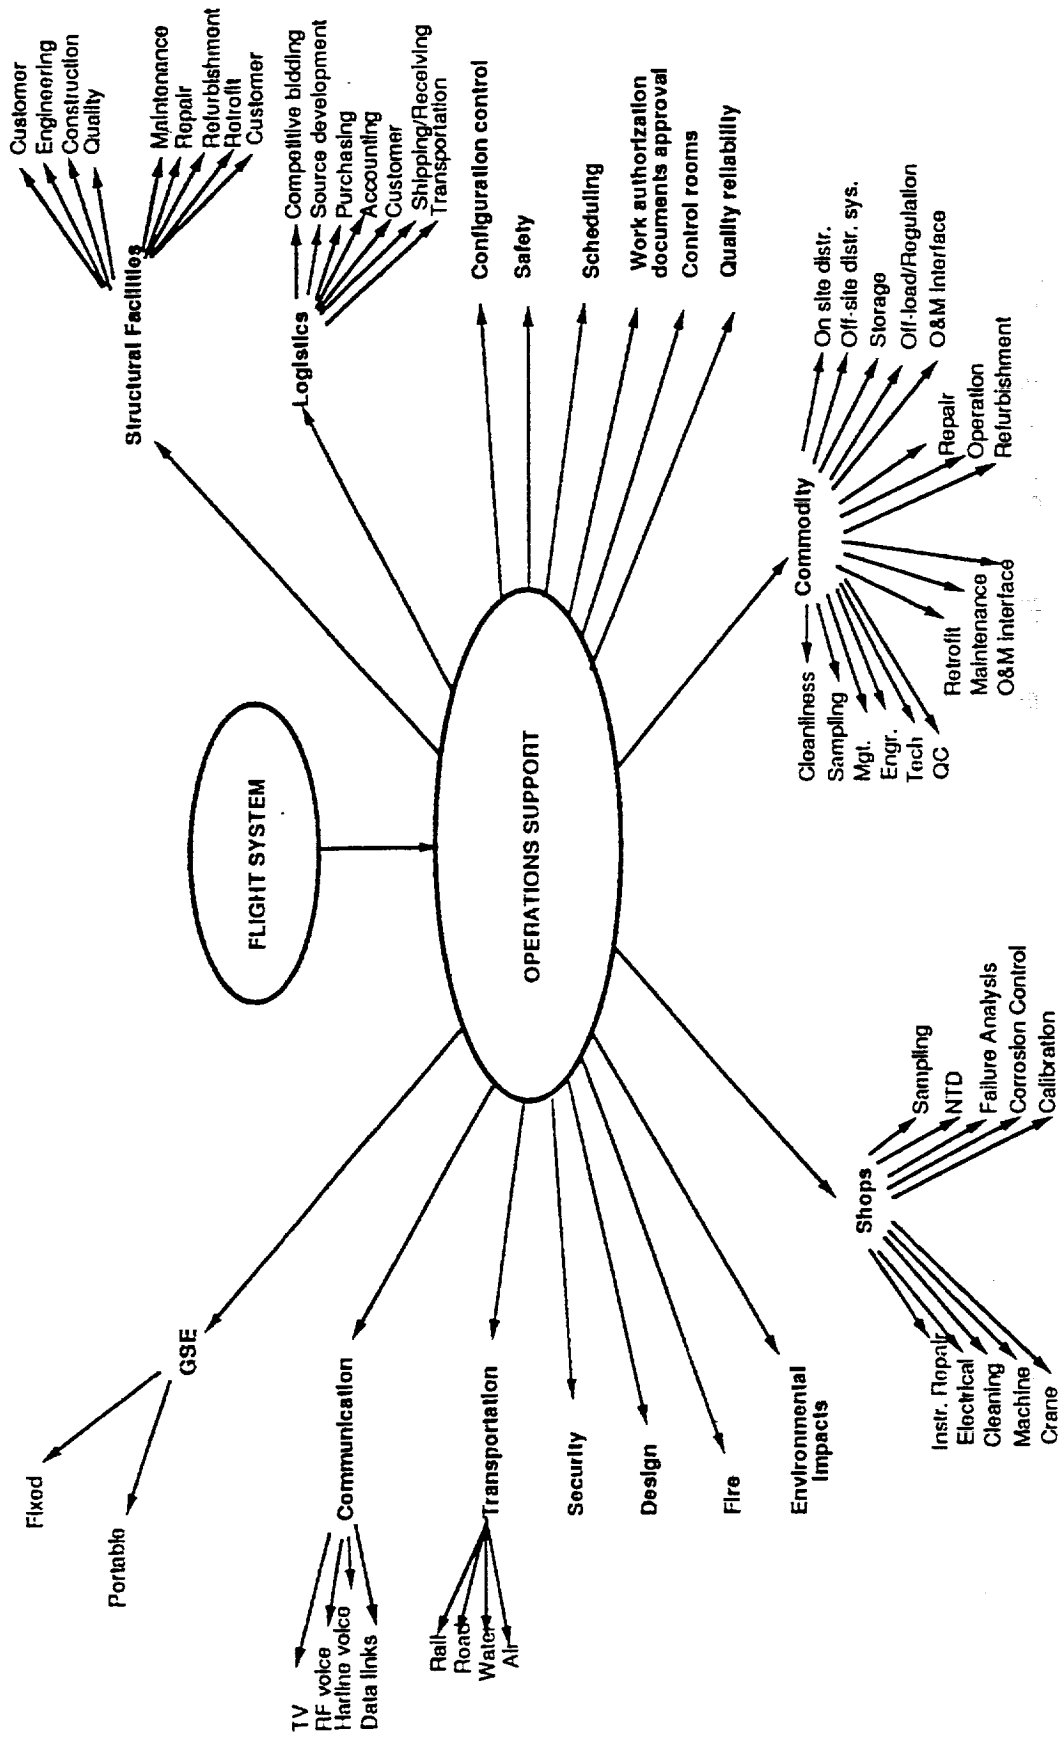 FLIGHT SYSTEM
OPERATIONS SUPPORT
GSE
Fixed
Portable
Communication
TV
RF voice
Harline voice
Data links
Transportation
Rail
Road
Water
Air
Security
Design
Fire
Environmental
Impacts
Shops
Instr. Repair
Electrical
Cleaning
Machine
Crane
Sampling
NTD
Failure Analysis
Corrosion Control
Calibration
Structural Facilities
Customer
Engineering
Construction
Quality
Maintenance
Repair
Refurbishment
Retrofit
Customer
Logistics
Competitive bidding
Source development
Purchasing
Accounting
Customer
Shipping/Receiving
Transportation
Configuration control
Safety
Scheduling
Work authorization
documents approval
Control rooms
Quality reliability
Commodity
Cleantiness
Sampling
Mgt.
Engr.
Tech
QC
Retrofit
Maintenance
O&M interface
On site distr.
Off-site distr. sys.
Storage
Off-load/Regulation
O&M Interface
Repair
Operation
Refurbishment